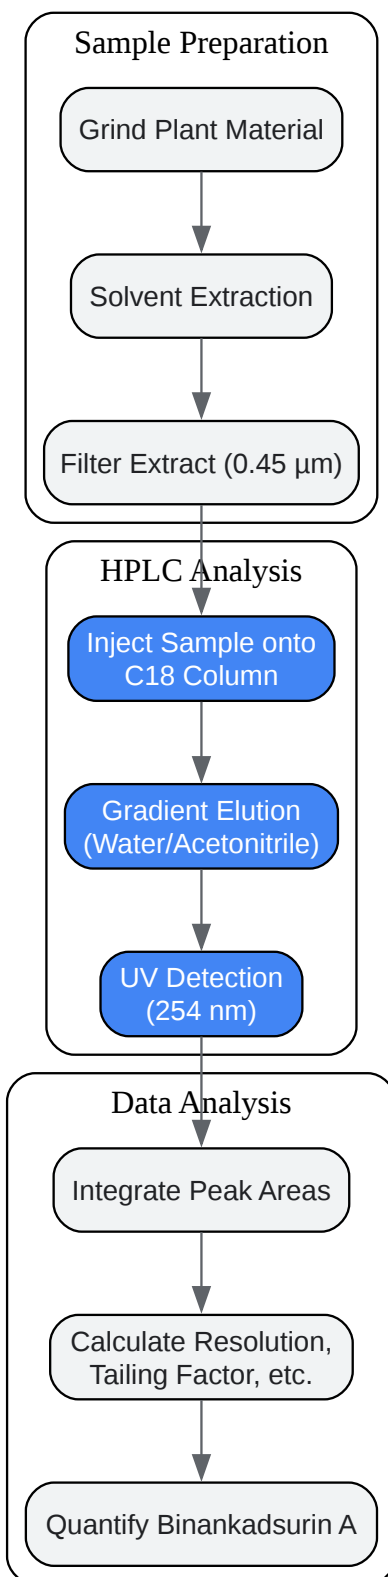 Sample Preparation
Grind Plant Material
Solvent Extraction
Filter Extract (0.45 µm)
HPLC Analysis
Inject Sample onto
C18 Column
Gradient Elution
(Water/Acetonitrile)
UV Detection
(254 nm)
Data Analysis
Integrate Peak Areas
Calculate Resolution,
Tailing Factor, etc.
Quantify Binankadsurin A